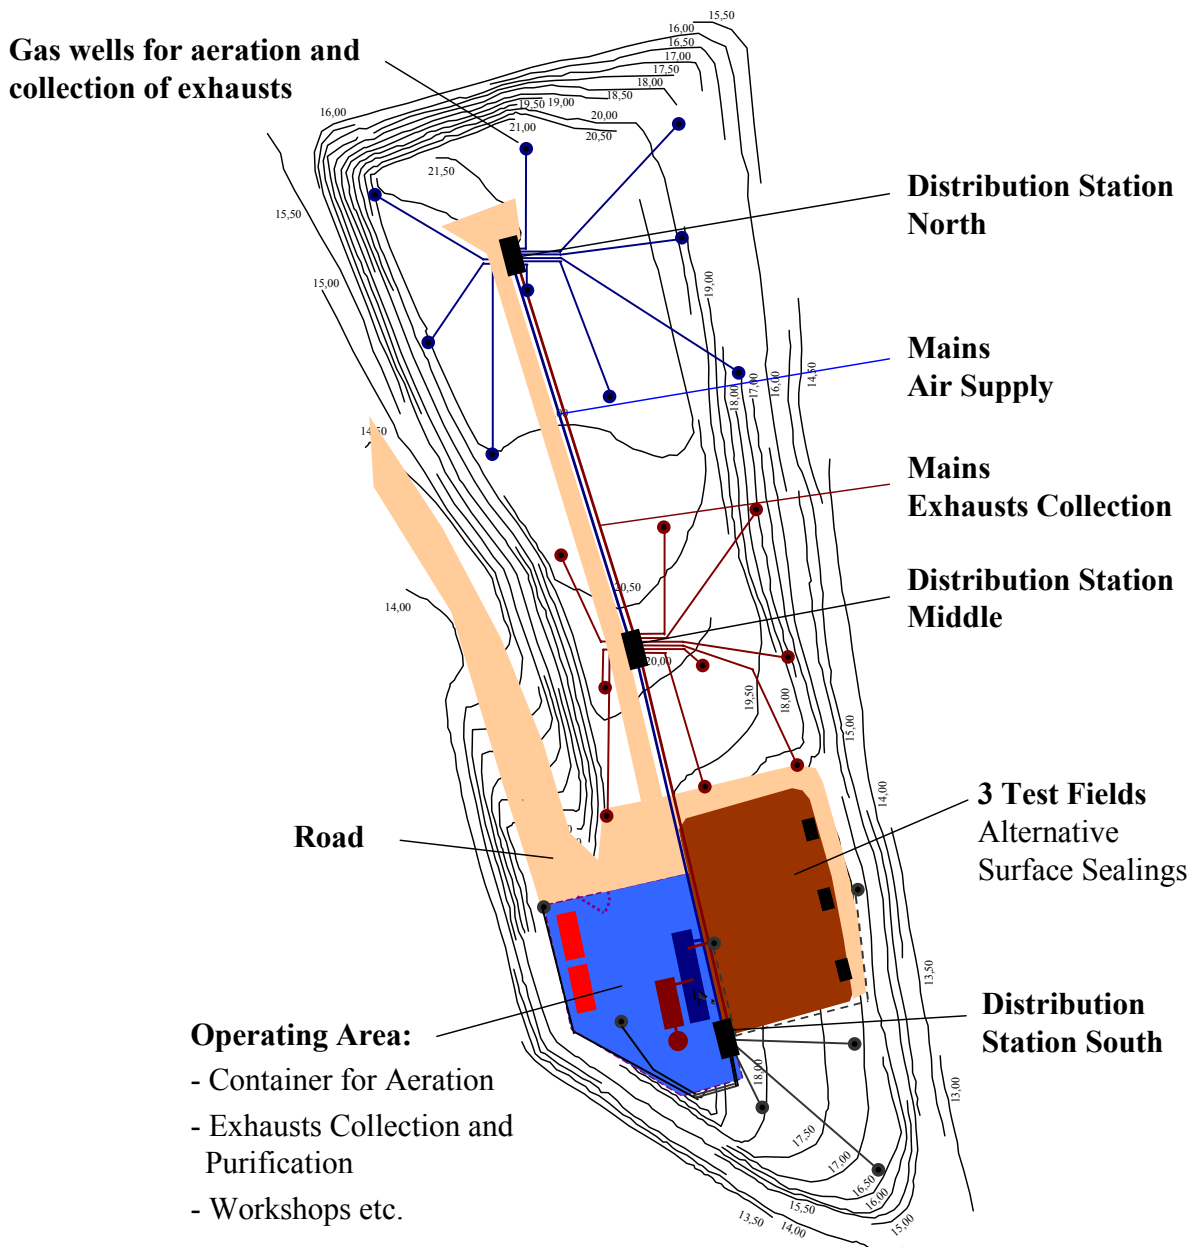 Gas wells for aeration and
collection of exhausts
15,50
16,00
16,50
17,00
17,50
18,00
18,50
19,00
19,50
20,00
20,50
21,00
21,50
16,00
15,50
15,00
Distribution Station
North
19,00
Mains
Air Supply
14,50
16,00
17,00
18,00
Mains
Exhausts Collection
20,50
Distribution Station
Middle
14,00
20,00
19,50
18,00
15,00
14,00
3 Test Fields
Alternative
Surface Sealings
Road
13,50
Distribution
Station South
13,00
18,00
Operating Area:
- Container for Aeration
- Exhausts Collection and
Purification
- Workshops etc.
17,50
17,00
16,50
16,00
15,50
15,00
14,00
13,50